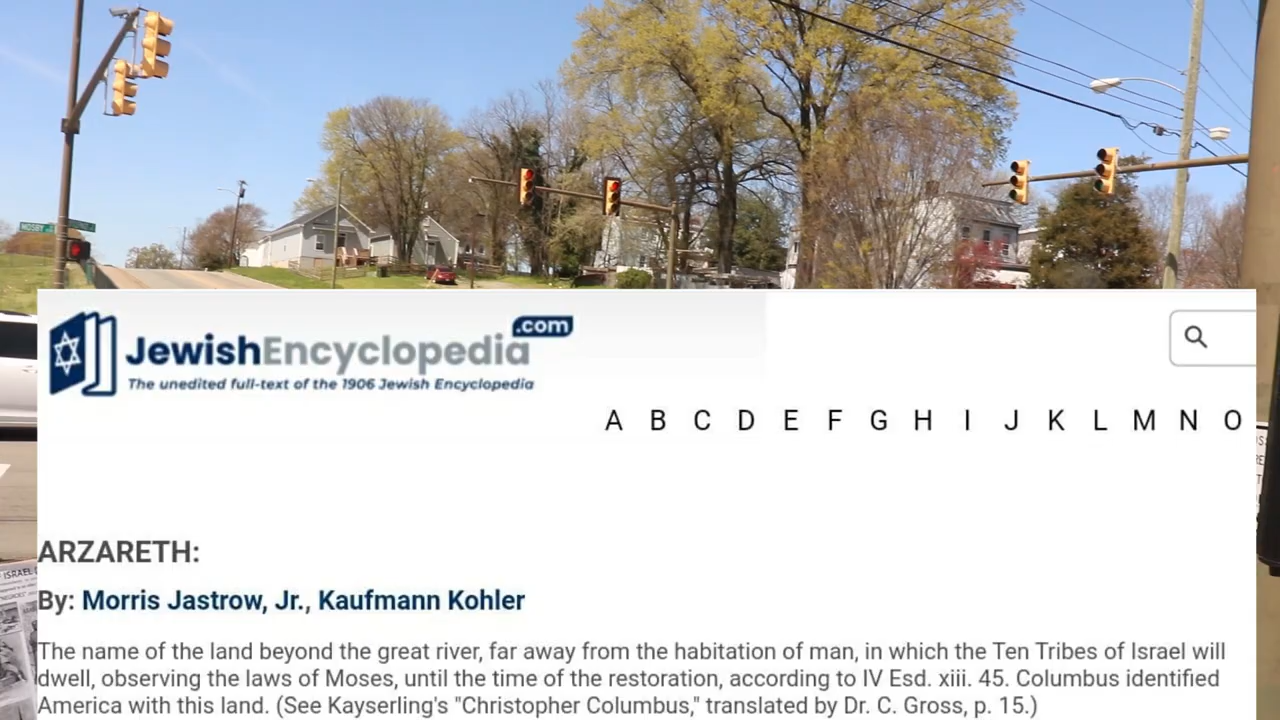 MOSBY
JewishEncyclopedia.com
The unedited full-text of the 1906 Jewish Encyclopedia
A B C D E F G H I J K L M N O
ARZARETH:
By: Morris Jastrow, Jr., Kaufmann Kohler
The name of the land beyond the great river, far away from the habitation of man, in which the Ten Tribes of Israel will
dwell, observing the laws of Moses, until the time of the restoration, according to IV Esd. xiii. 45. Columbus identified
America with this land. (See Kayserling's "Christopher Columbus," translated by Dr. C. Gross, p. 15.)
ISRAEL